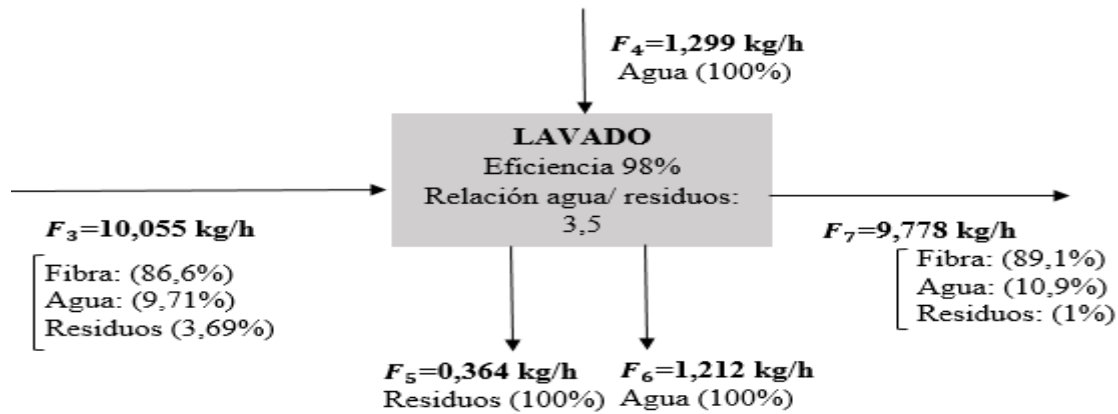 F₄=1,299 kg/h
Agua (100%)
LAVADO
Eficiencia 98%
Relación agua/ residuos:
3,5
F₃=10,055 kg/h
Fibra: (86,6%)
Agua: (9,71%)
Residuos (3,69%)
F₇=9,778 kg/h
Fibra: (89,1%)
Agua: (10,9%)
Residuos: (1%)
F₅=0,364 kg/h
Residuos (100%)
F₆=1,212 kg/h
Agua (100%)